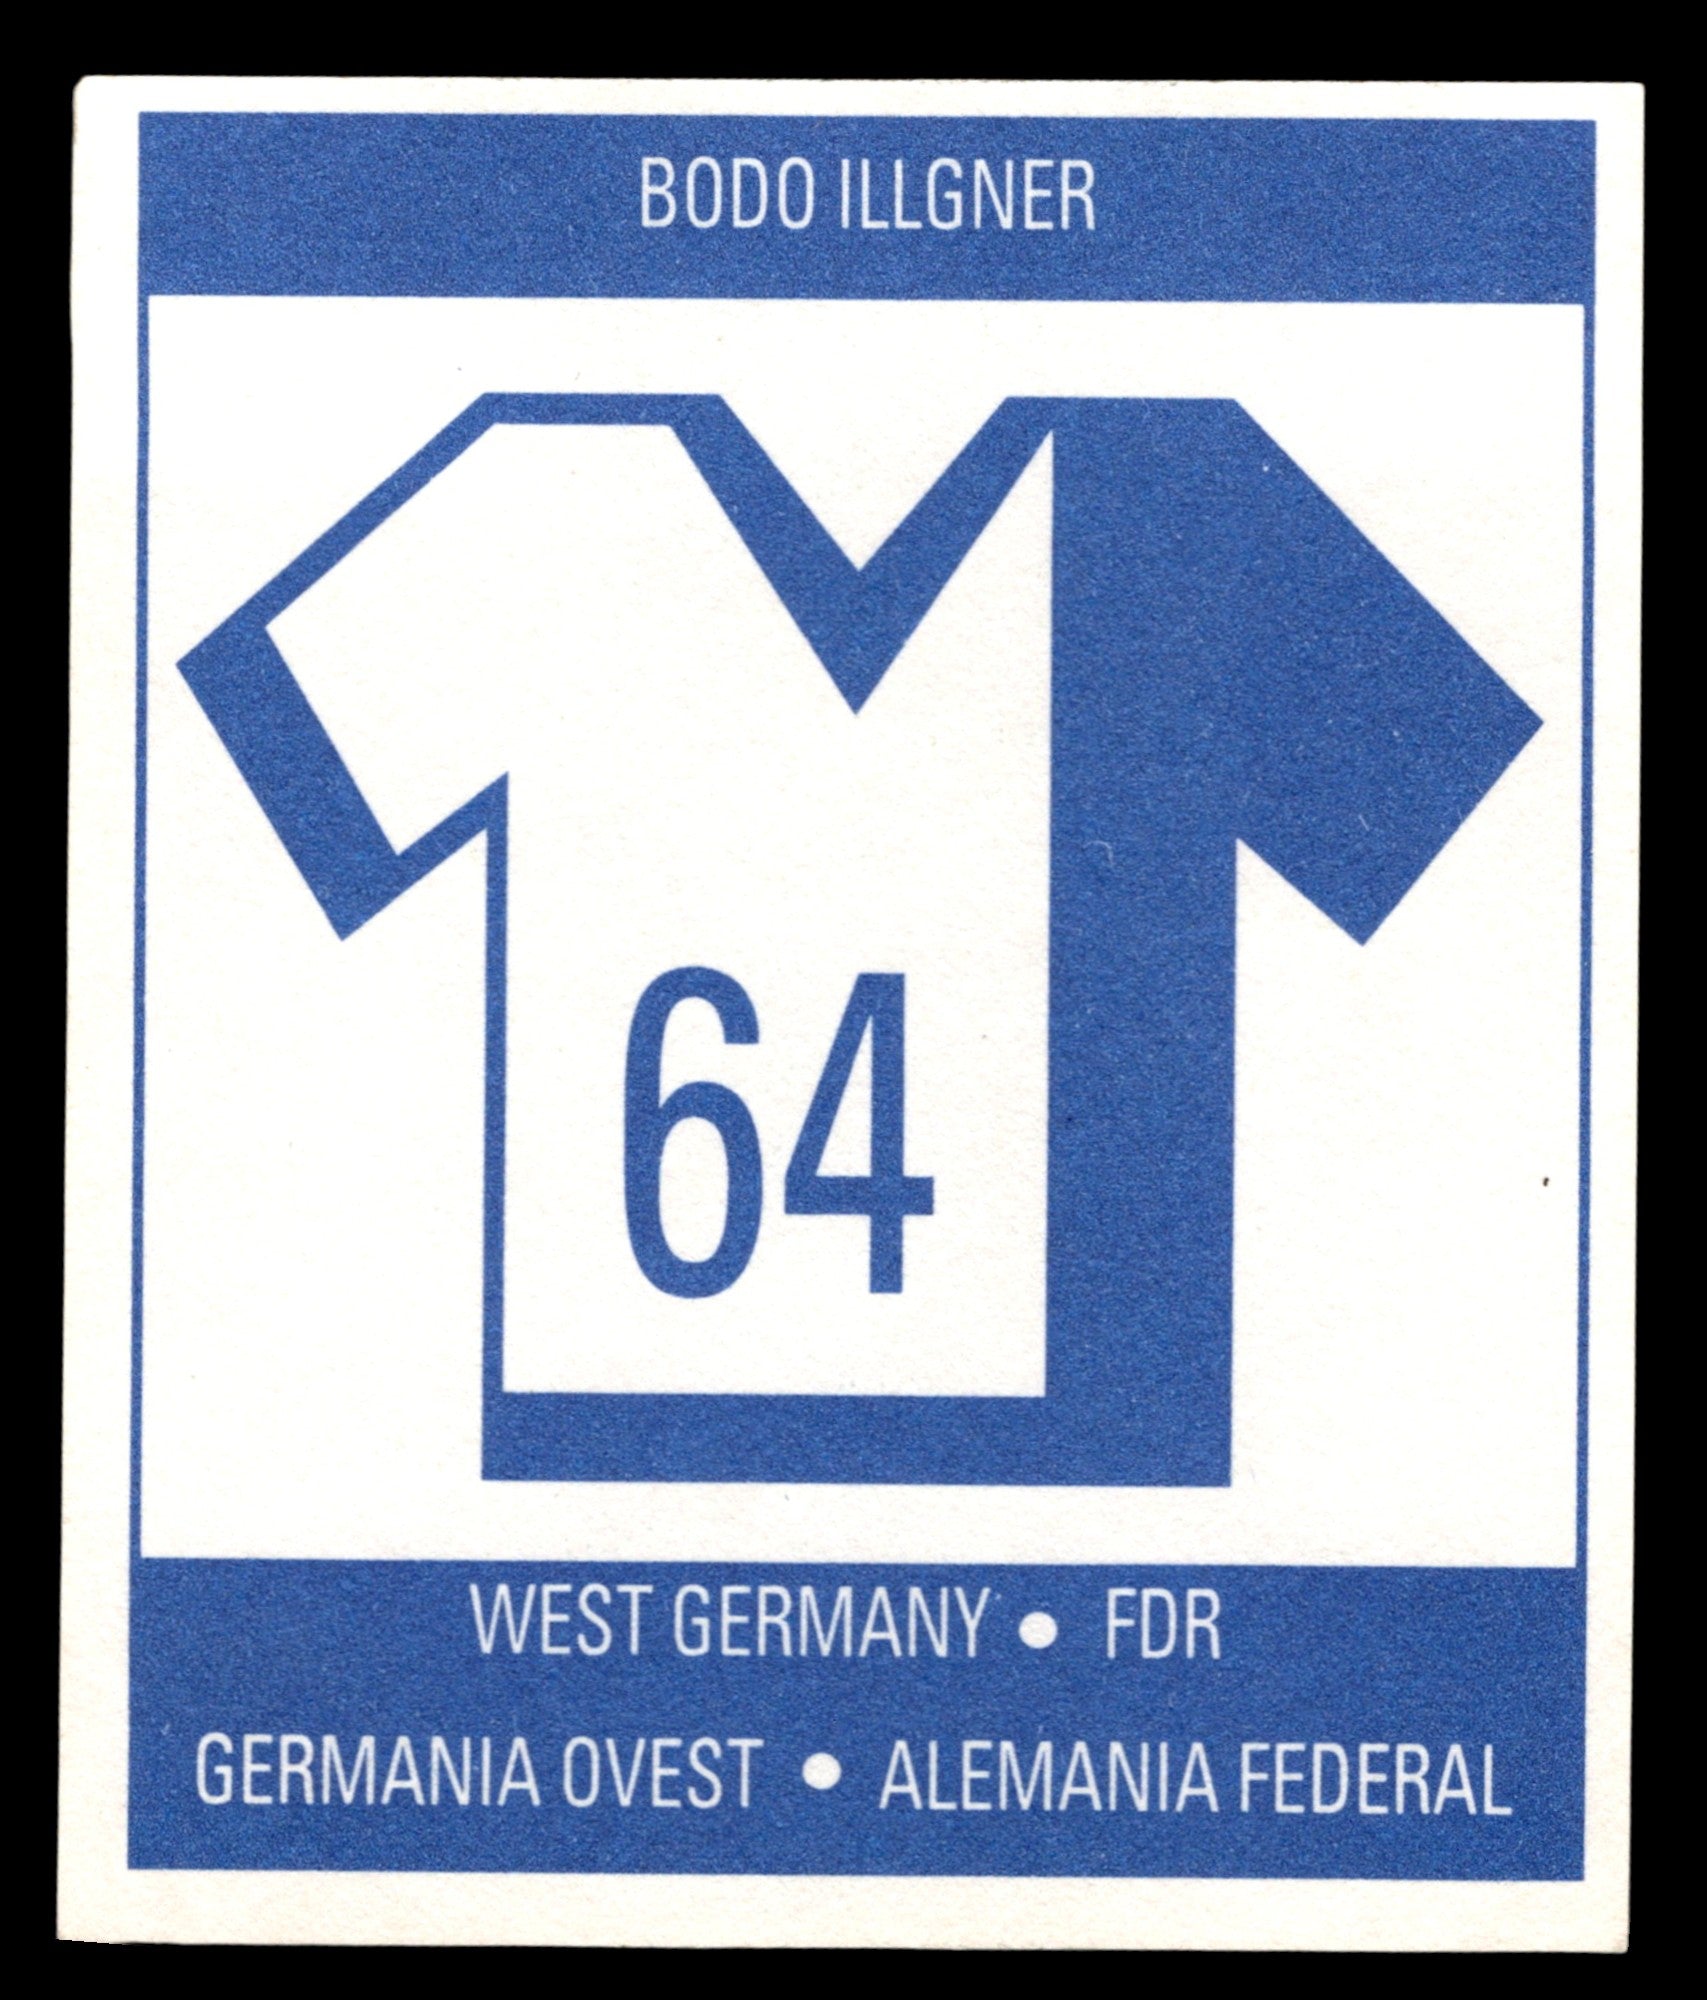 BODO ILLGNER
64
WEST GERMANY • FDR
GERMANIA OVEST • ALEMANIA FEDERAL